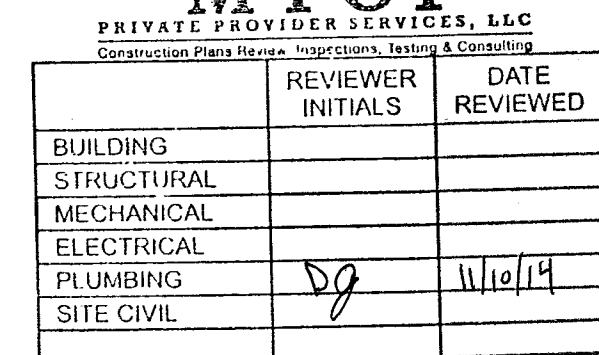 PRIVATE PROVIDER SERVICES, LLC
Construction Plans Review Inspections, Testing & Consulting
REVIEWER INITIALS DATE REVIEWED
BUILDING
STRUCTURAL
MECHANICAL
ELECTRICAL
PLUMBING Dg 11/10/14
SITE CIVIL